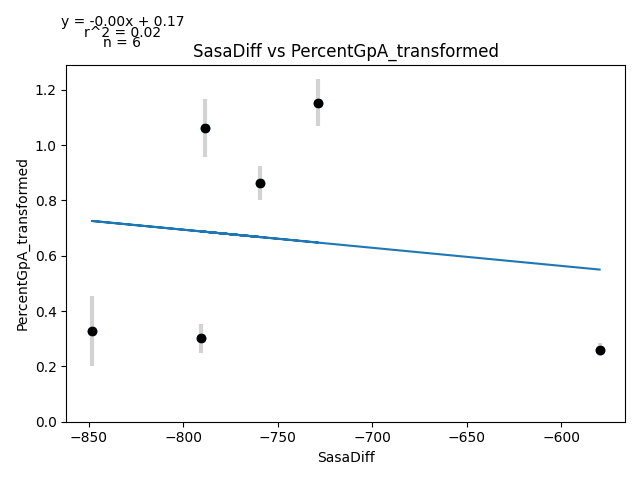 y = -0.00x + 0.17
r^2 = 0.02
n = 6
SasaDiff vs PercentGpA_transformed
PercentGpA_transformed
1.2
1.0
0.8
0.6
0.4
0.2
0.0
−850
−800
−750
−700
−650
−600
SasaDiff